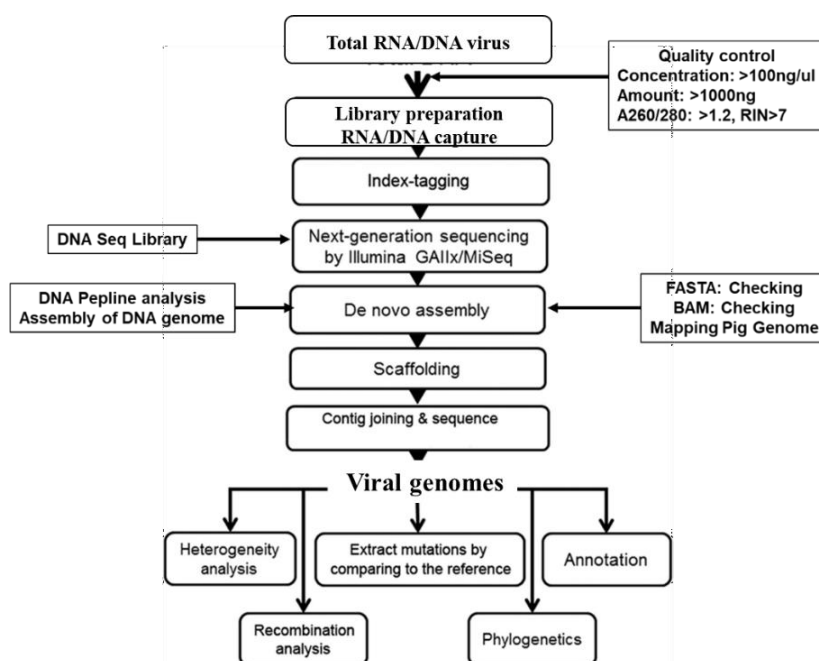 Total RNA/DNA virus
Quality control
Concentration: >100ng/ul
Amount: >1000ng
A260/280: >1.2, RIN>7
Library preparation
RNA/DNA capture
Index-tagging
DNA Seq Library
Next-generation sequencing
by Illumina GAIIx/MiSeq
DNA Pepline analysis
Assembly of DNA genome
De novo assembly
FASTA: Checking
BAM: Checking
Mapping Pig Genome
Scaffolding
Contig joining & sequence
Viral genomes
Heterogeneity
analysis
Extract mutations by
comparing to the reference
Annotation
Recombination
analysis
Phylogenetics